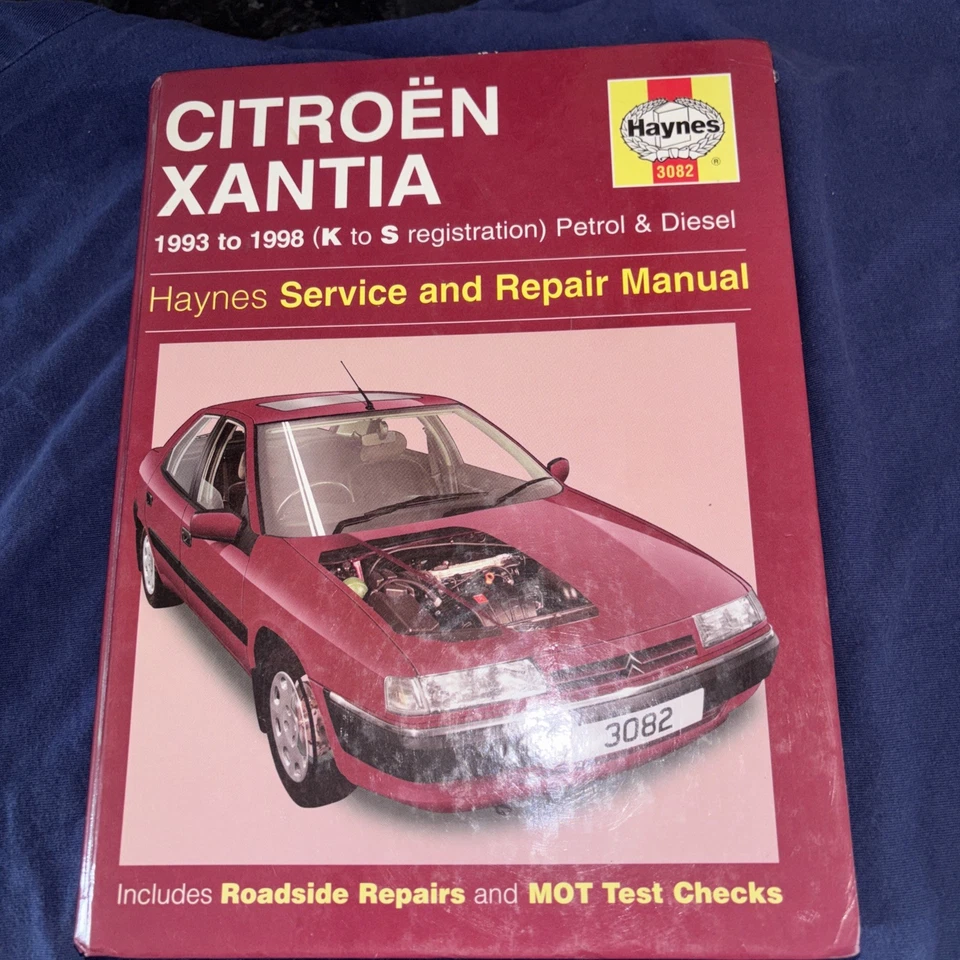 CITROËN
XANTIA
Haynes
®
3082
1993 to 1998 (K to S registration) Petrol & Diesel
Haynes Service and Repair Manual
3082
Includes Roadside Repairs and MOT Test Checks